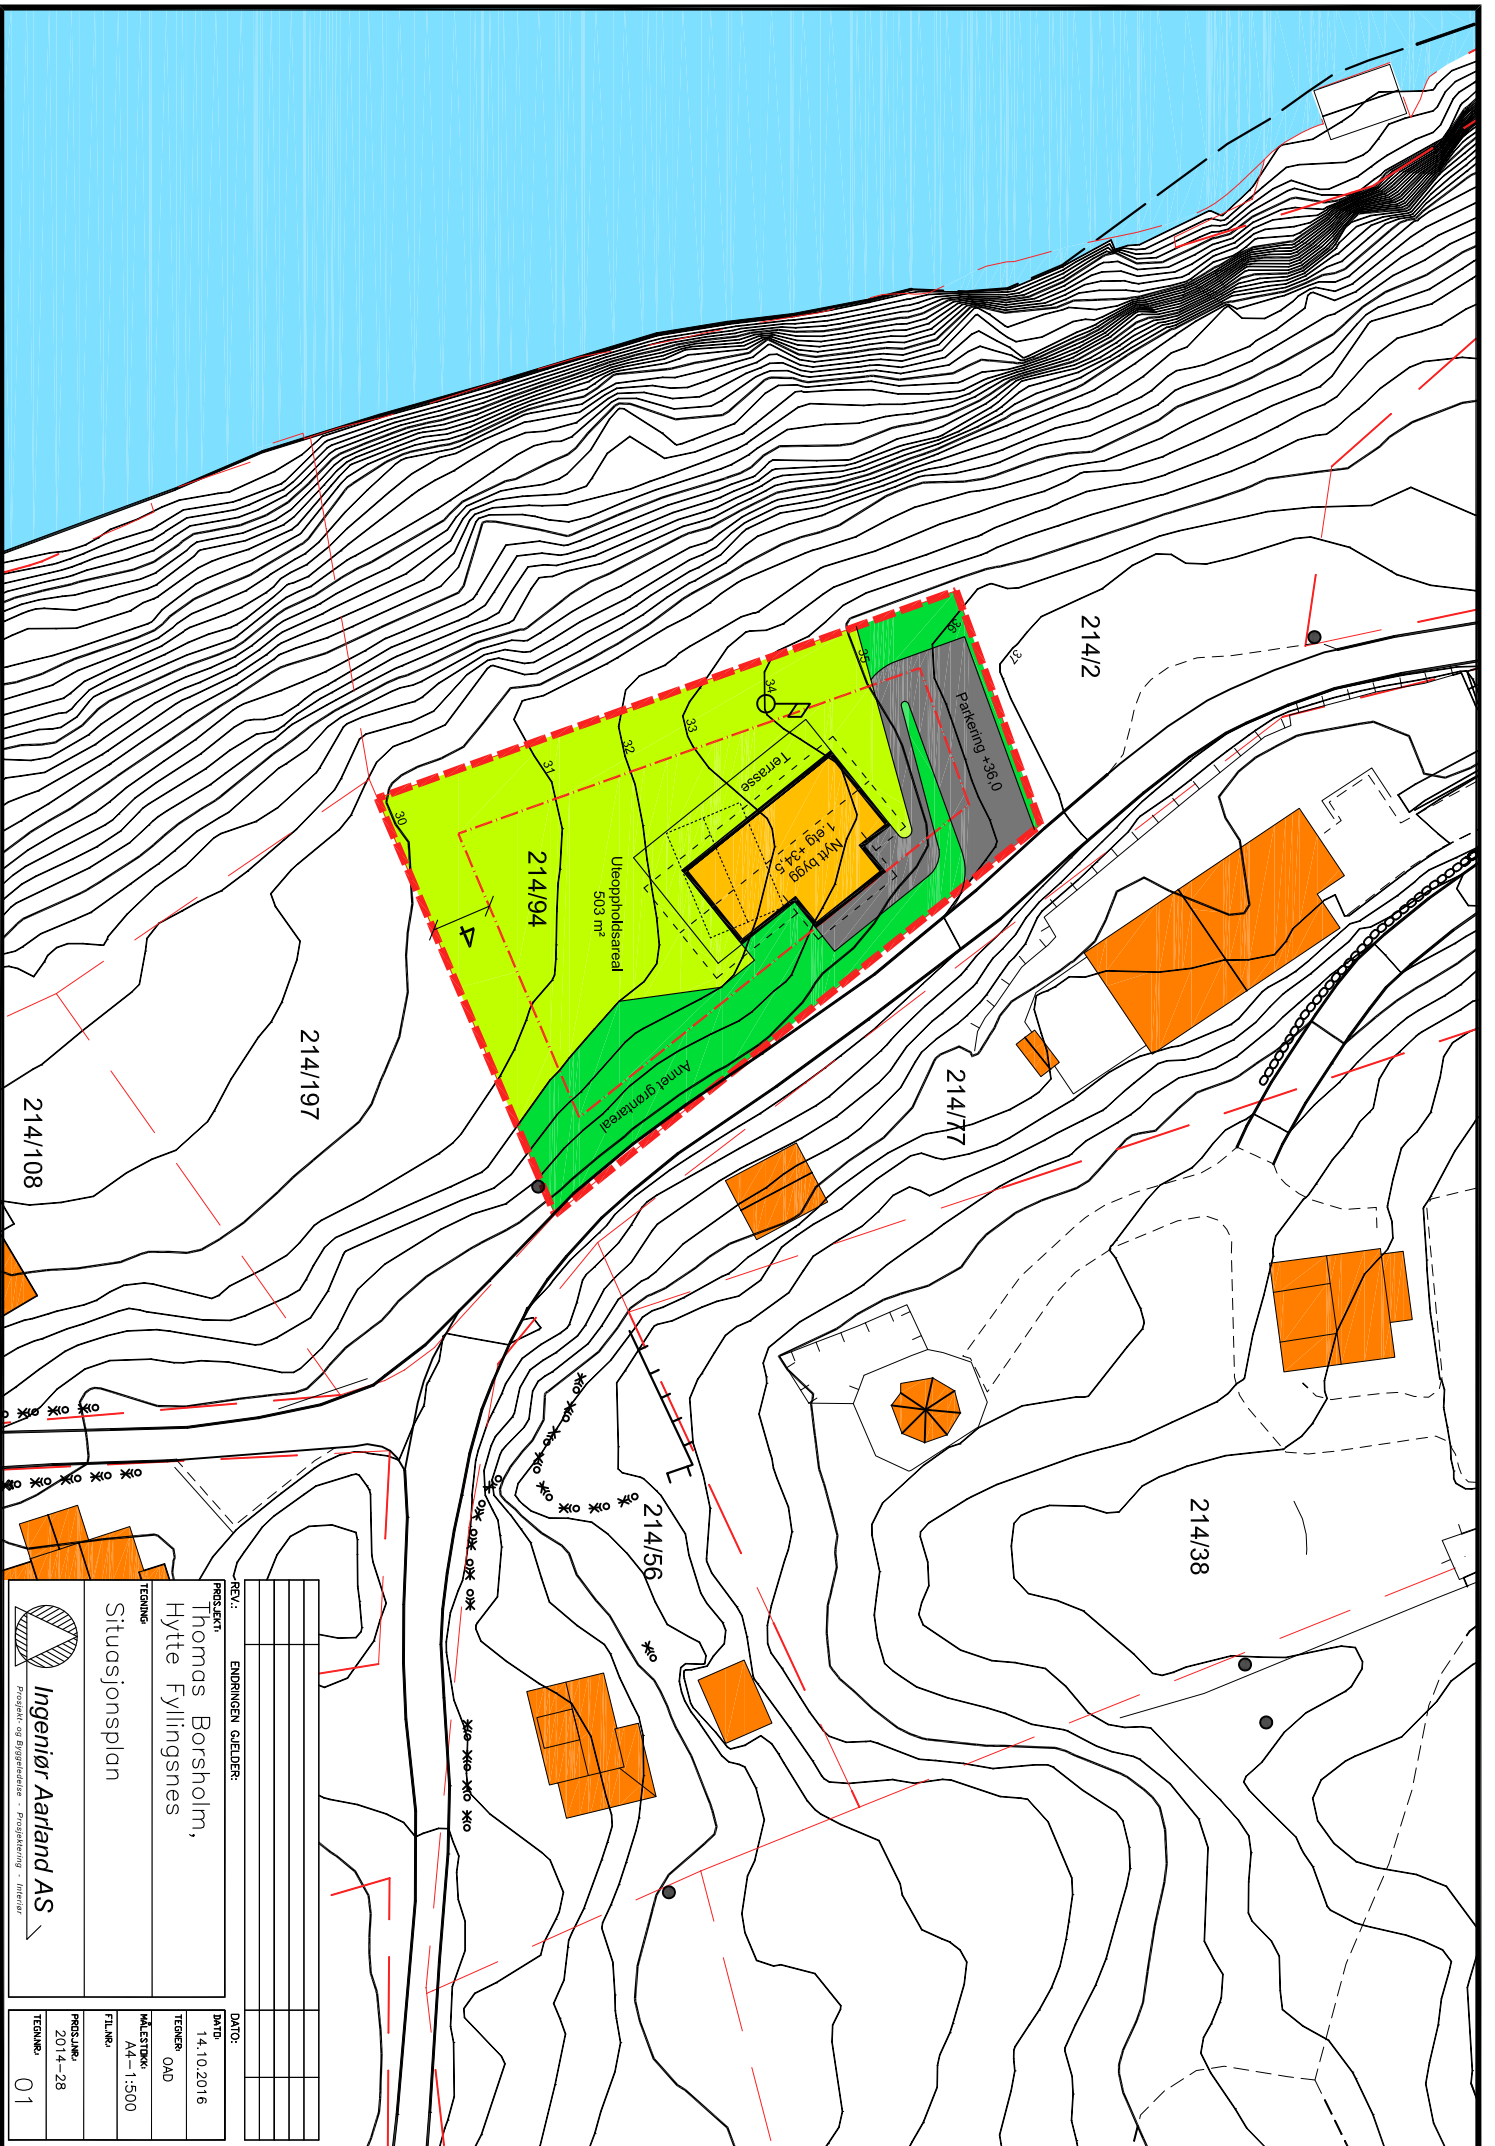 214/2
37
36
35
34
33
32
31
30
Parkering +36,0
Terrasse
Nytt bygg
1.etg +34,5
Uteoppholdsareal
503 m²
214/94
4
Annet grøntareal
214/77
214/197
214/108
214/38
214/56
REV.:
ENDRINGEN GJELDER:
DATO:
PROSJEKT:
Thomas Borsholm,
Hytte Fyllingsnes
TEGNING:
Situasjonsplan
Ingeniør Aarland AS
Prosjekt- og Byggeledelse - Prosjektering - Interiør
DATO:
14.10.2016
TEGNER:
OAD
MÅLESTOKK:
A4-1:500
FIL.NR.:
PROSJ.NR.:
2014-28
TEGN.NR.:
01